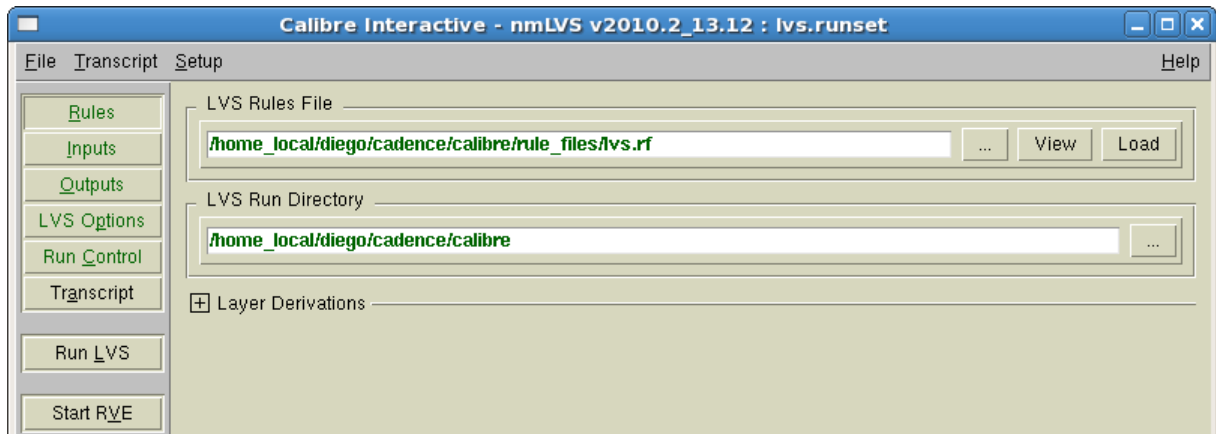 Calibre Interactive - nmLVS v2010.2_13.12 : lvs.runset
File Transcript Setup Help
Rules
Inputs
Outputs
LVS Options
Run Control
Transcript
Run LVS
Start RVE
LVS Rules File
/home_local/diego/cadence/calibre/rule_files/lvs.rf ... View Load
LVS Run Directory
/home_local/diego/cadence/calibre ...
+ Layer Derivations